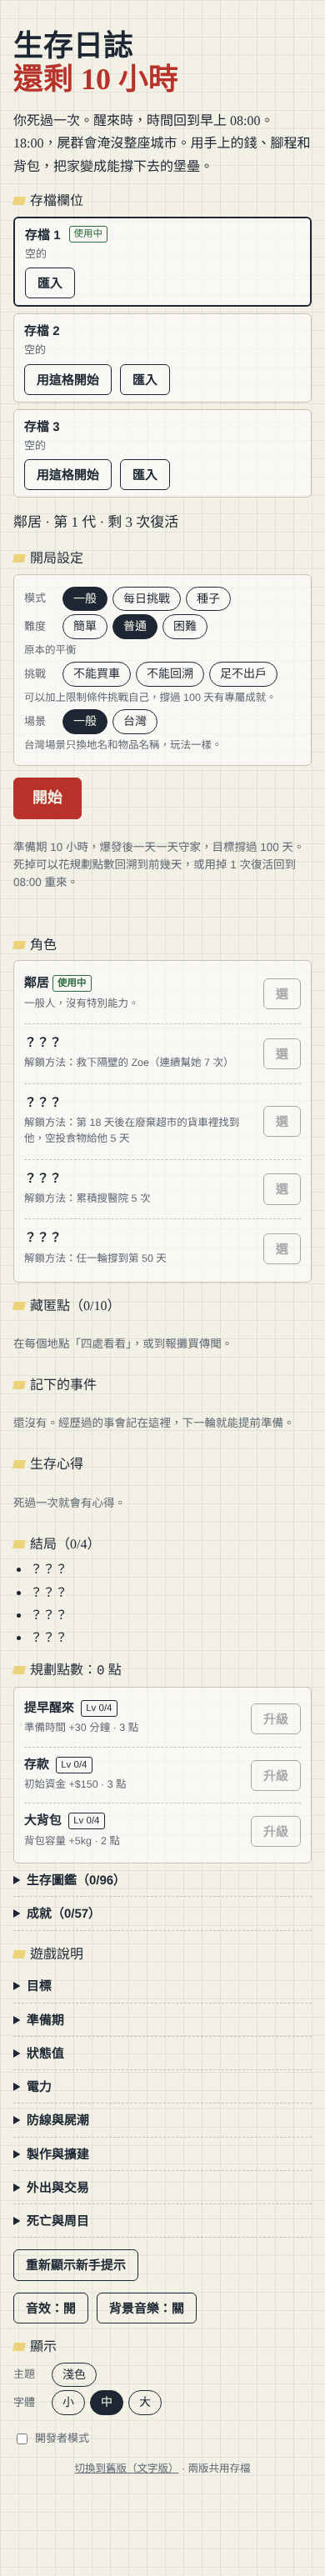 生存日誌
還剩 10 小時
你死過一次。醒來時，時間回到早上 08:00。
18:00，屍群會淹沒整座城市。用手上的錢、腳程和
背包，把家變成能撐下去的堡壘。
存檔欄位
存檔 1 使用中
空的
匯入
存檔 2
空的
用這格開始 匯入
存檔 3
空的
用這格開始 匯入
鄰居 · 第 1 代 · 剩 3 次復活
開局設定
模式 一般 每日挑戰 種子
難度 簡單 普通 困難
原本的平衡
挑戰 不能買車 不能回溯 足不出戶
可以加上限制條件挑戰自己，撐過 100 天有專屬成就。
場景 一般 台灣
台灣場景只換地名和物品名稱，玩法一樣。
開始
準備期 10 小時，爆發後一天一天守家，目標撐過 100 天。
死掉可以花規劃點數回溯到前幾天，或用掉 1 次復活回到
08:00 重來。
角色
鄰居 使用中
一般人，沒有特別能力。
選
？？？
解鎖方法：救下隔壁的 Zoe（連續幫她 7 次）
選
？？？
解鎖方法：第 18 天後在廢棄超市的貨車裡找到
他，空投食物給他 5 天
選
？？？
解鎖方法：累積搜醫院 5 次
選
？？？
解鎖方法：任一輪撐到第 50 天
選
藏匿點（0/10）
在每個地點「四處看看」，或到報攤買傳聞。
記下的事件
還沒有。經歷過的事會記在這裡，下一輪就能提前準備。
生存心得
死過一次就會有心得。
結局（0/4）
？？？
？？？
？？？
？？？
規劃點數：0 點
提早醒來 Lv 0/4
準備時間 +30 分鐘 · 3 點
升級
存款 Lv 0/4
初始資金 +$150 · 3 點
升級
大背包 Lv 0/4
背包容量 +5kg · 2 點
升級
生存圖鑑（0/96）
成就（0/57）
遊戲說明
目標
準備期
狀態值
電力
防線與屍潮
製作與擴建
外出與交易
死亡與周目
重新顯示新手提示
音效：開 背景音樂：關
顯示
主題 淺色
字體 小 中 大
開發者模式
切換到舊版（文字版） · 兩版共用存檔